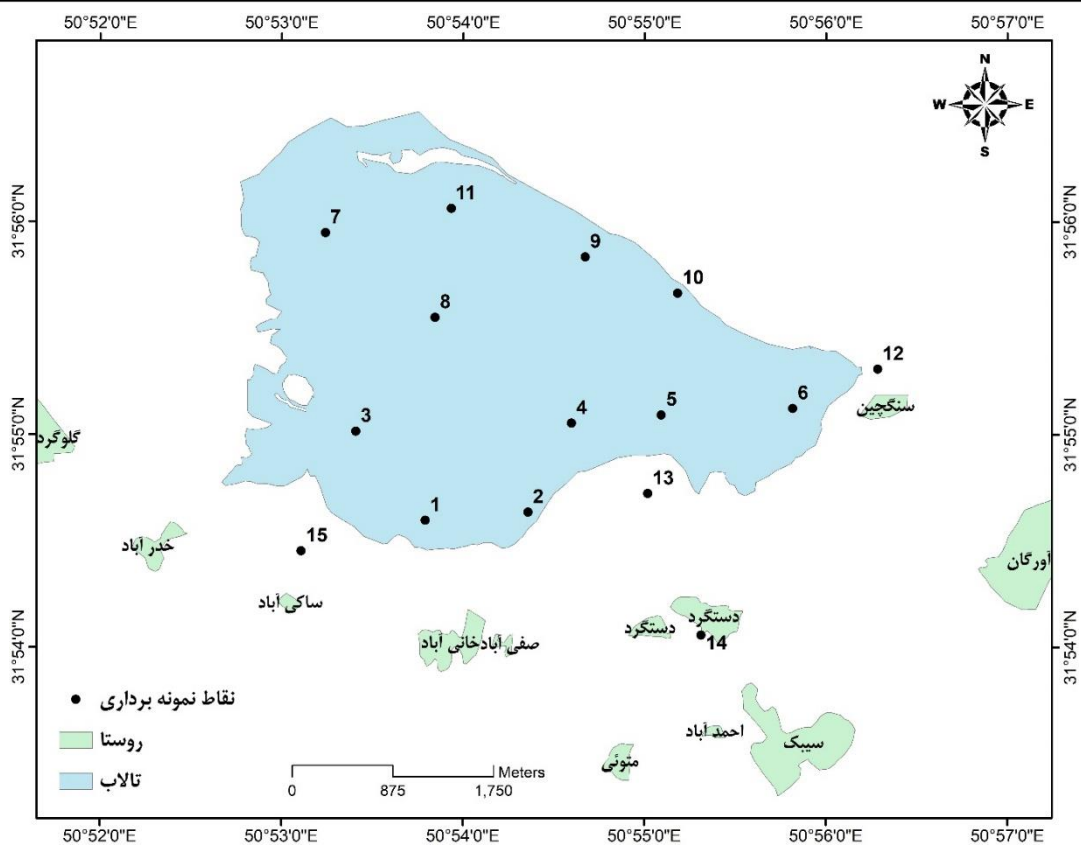 50°52'0"E 50°53'0"E 50°54'0"E 50°55'0"E 50°56'0"E 50°57'0"E
N
W E
S
31°56'0"N
31°56'0"N
11
7
9
10
8
12
سنگچین
6
5
4
3
31°55'0"N
31°55'0"N
گلوگرد
13
2
1
15
خدر آباد
آورگان
ساکی آباد
دستگرد
دستگرد
صفی آباد
خانی آباد
14
31°54'0"N
31°54'0"N
احمد آباد
سیبک
متوئی
نقاط نمونه برداری
روستا
تالاب
Meters
0 875 1,750
50°52'0"E 50°53'0"E 50°54'0"E 50°55'0"E 50°56'0"E 50°57'0"E